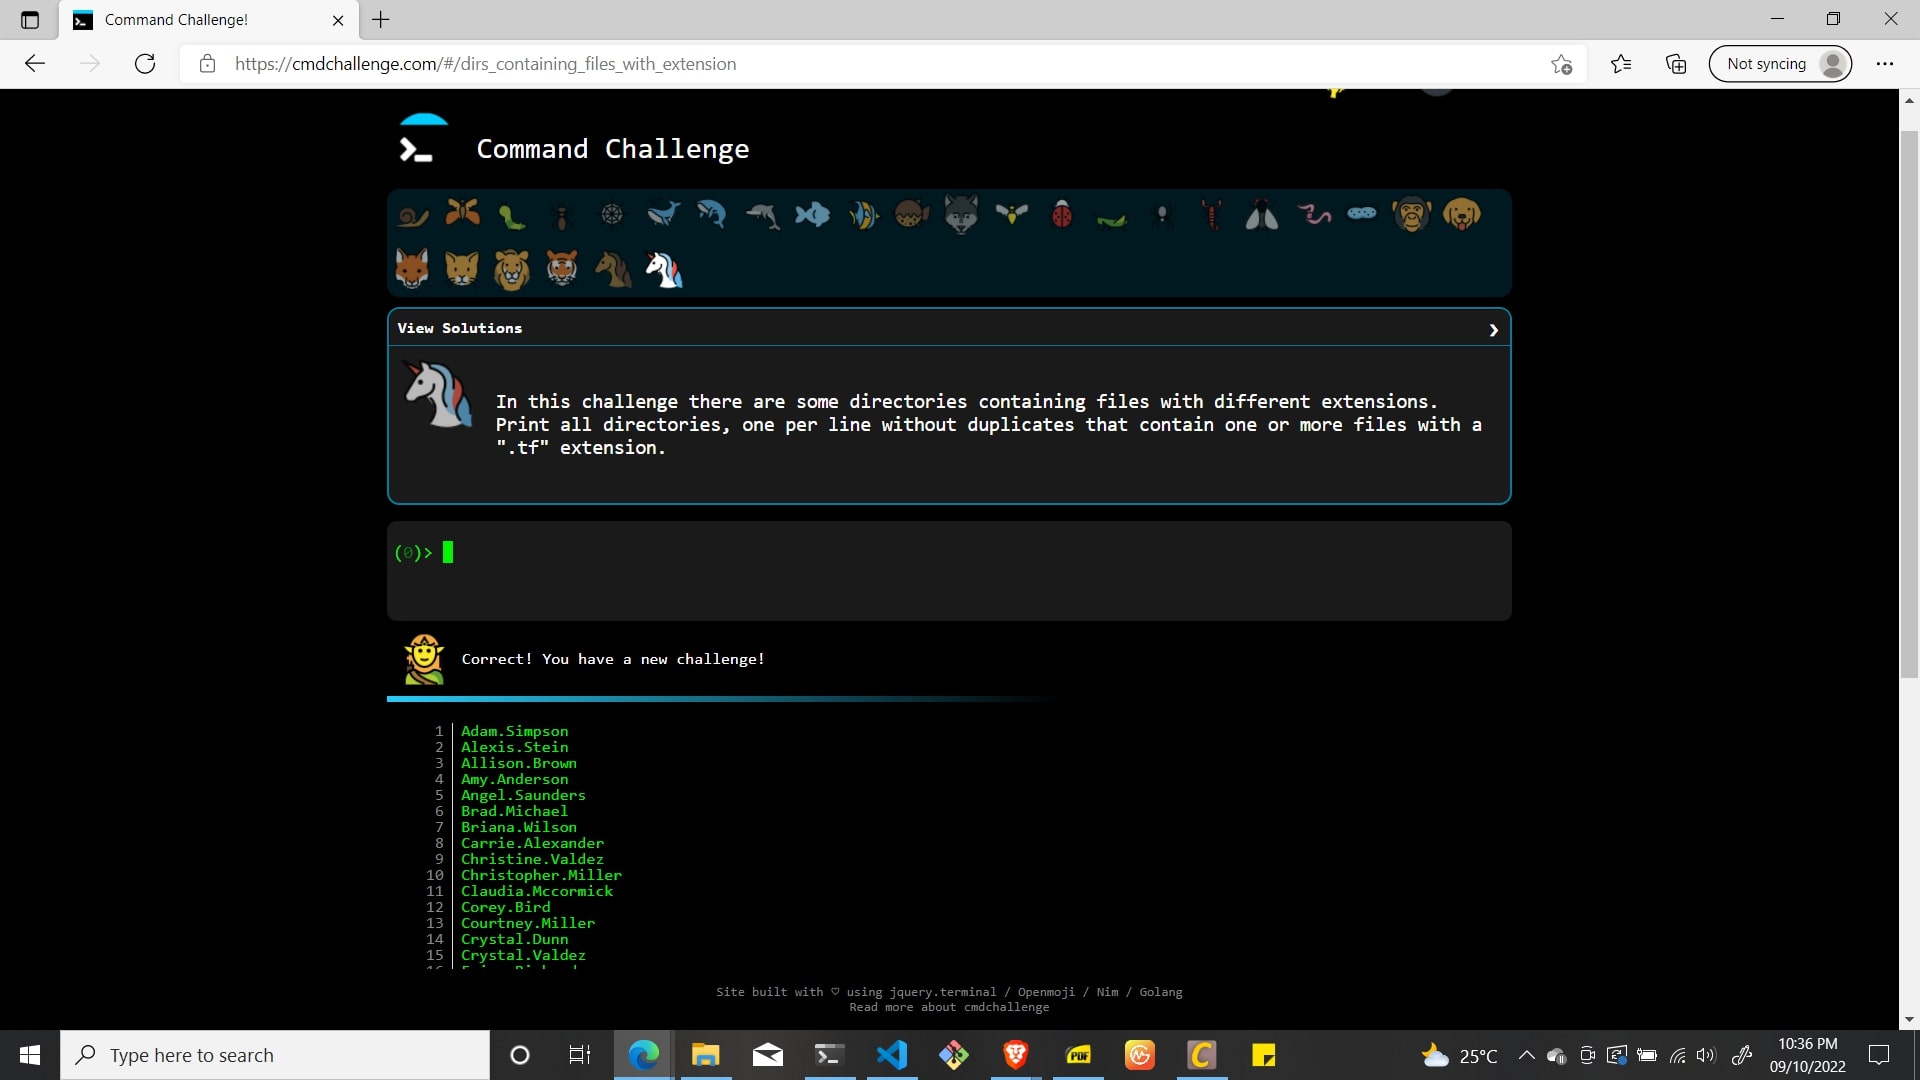 Command Challenge!
https://cmdchallenge.com/#/dirs_containing_files_with_extension
Not syncing
Command Challenge
View Solutions
In this challenge there are some directories containing files with different extensions.
Print all directories, one per line without duplicates that contain one or more files with a
".tf" extension.
(0)>
Correct! You have a new challenge!
1 Adam.Simpson
2 Alexis.Stein
3 Allison.Brown
4 Amy.Anderson
5 Angel.Saunders
6 Brad.Michael
7 Briana.Wilson
8 Carrie.Alexander
9 Christine.Valdez
10 Christopher.Miller
11 Claudia.Mccormick
12 Corey.Bird
13 Courtney.Miller
14 Crystal.Dunn
15 Crystal.Valdez
Site built with ♡ using jquery.terminal / Openmoji / Nim / Golang
Read more about cmdchallenge
Type here to search
PDF
C
25°C
10:36 PM
09/10/2022